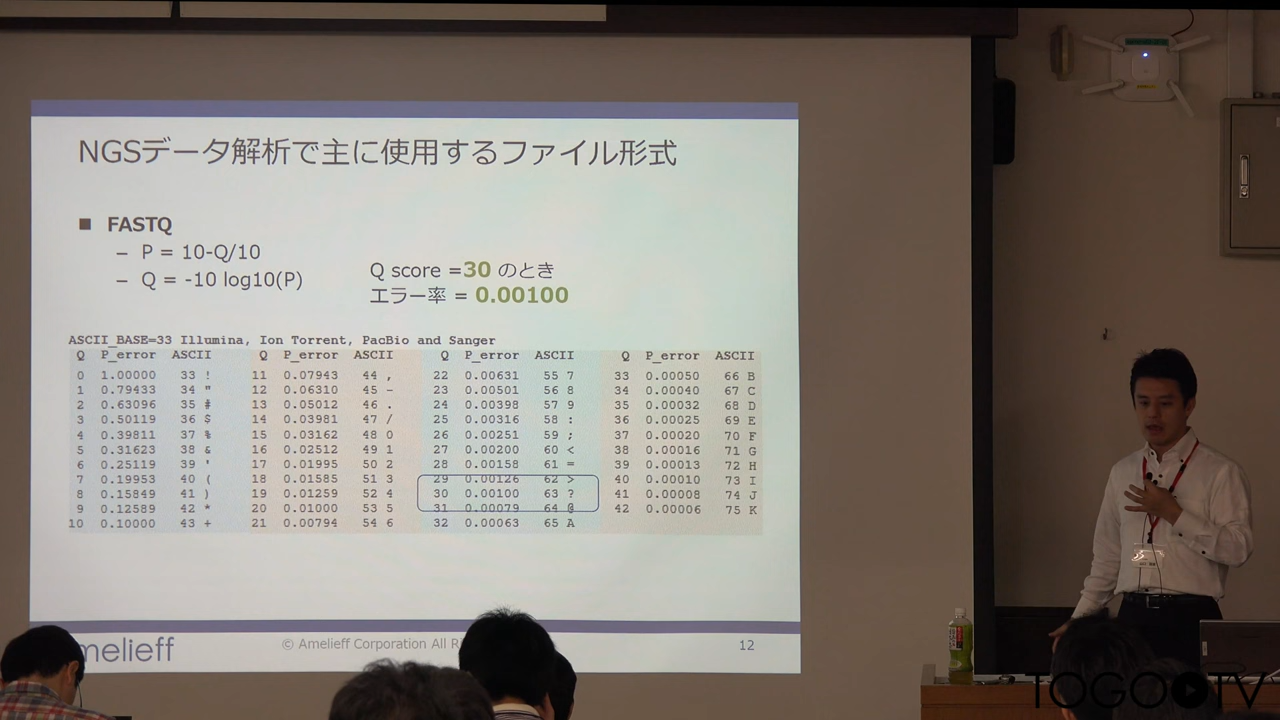 NGSデータ解析で主に使用するファイル形式
■ FASTQ
– P = 10-Q/10
– Q = -10 log10(P)
Q score =30 のとき
エラー率 = 0.00100
ASCII_BASE=33 Illumina, Ion Torrent, PacBio and Sanger
Q P_error ASCII Q P_error ASCII Q P_error ASCII Q P_error ASCII
0 1.00000 33 ! 11 0.07943 44 , 22 0.00631 55 7 33 0.00050 66 B
1 0.79433 34 " 12 0.06310 45 - 23 0.00501 56 8 34 0.00040 67 C
2 0.63096 35 # 13 0.05012 46 . 24 0.00398 57 9 35 0.00032 68 D
3 0.50119 36 $ 14 0.03981 47 / 25 0.00316 58 : 36 0.00025 69 E
4 0.39811 37 % 15 0.03162 48 0 26 0.00251 59 ; 37 0.00020 70 F
5 0.31623 38 & 16 0.02512 49 1 27 0.00200 60 < 38 0.00016 71 G
6 0.25119 39 ' 17 0.01995 50 2 28 0.00158 61 = 39 0.00013 72 H
7 0.19953 40 ( 18 0.01585 51 3 29 0.00126 62 > 40 0.00010 73 I
8 0.15849 41 ) 19 0.01259 52 4 30 0.00100 63 ? 41 0.00008 74 J
9 0.12589 42 * 20 0.01000 53 5 31 0.00079 64 @ 42 0.00006 75 K
10 0.10000 43 + 21 0.00794 54 6 32 0.00063 65 A
melieff
© Amelieff Corporation All Ri
12
TOGO TV